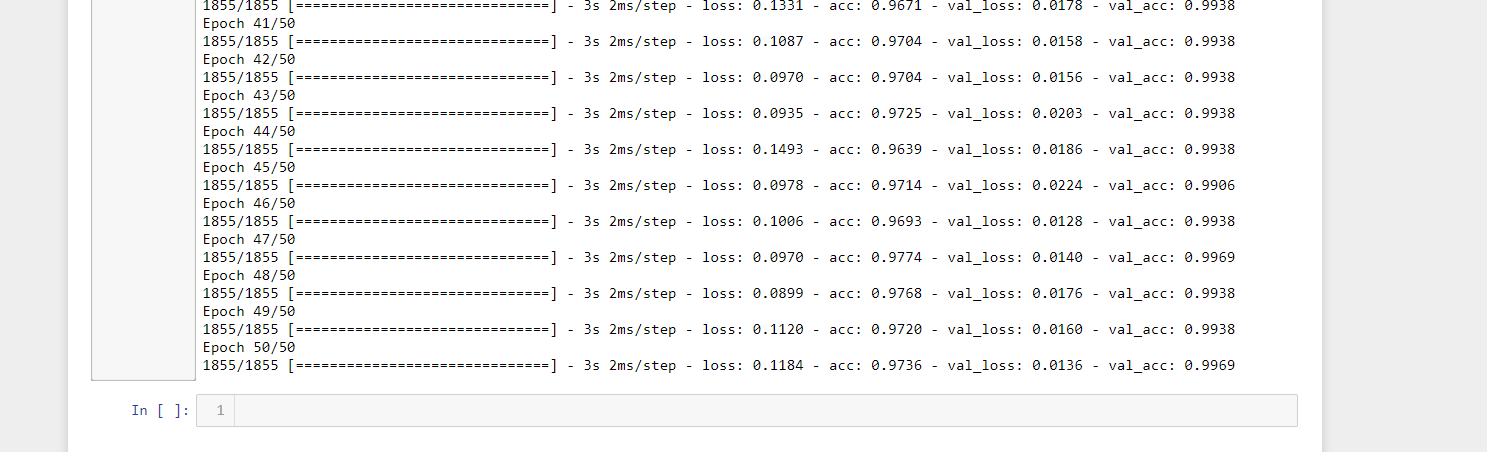 1855/1855 [==============================] - 3s 2ms/step - loss: 0.1331 - acc: 0.9671 - val_loss: 0.0178 - val_acc: 0.9938
Epoch 41/50
1855/1855 [==============================] - 3s 2ms/step - loss: 0.1087 - acc: 0.9704 - val_loss: 0.0158 - val_acc: 0.9938
Epoch 42/50
1855/1855 [==============================] - 3s 2ms/step - loss: 0.0970 - acc: 0.9704 - val_loss: 0.0156 - val_acc: 0.9938
Epoch 43/50
1855/1855 [==============================] - 3s 2ms/step - loss: 0.0935 - acc: 0.9725 - val_loss: 0.0203 - val_acc: 0.9938
Epoch 44/50
1855/1855 [==============================] - 3s 2ms/step - loss: 0.1493 - acc: 0.9639 - val_loss: 0.0186 - val_acc: 0.9938
Epoch 45/50
1855/1855 [==============================] - 3s 2ms/step - loss: 0.0978 - acc: 0.9714 - val_loss: 0.0224 - val_acc: 0.9906
Epoch 46/50
1855/1855 [==============================] - 3s 2ms/step - loss: 0.1006 - acc: 0.9693 - val_loss: 0.0128 - val_acc: 0.9938
Epoch 47/50
1855/1855 [==============================] - 3s 2ms/step - loss: 0.0970 - acc: 0.9774 - val_loss: 0.0140 - val_acc: 0.9969
Epoch 48/50
1855/1855 [==============================] - 3s 2ms/step - loss: 0.0899 - acc: 0.9768 - val_loss: 0.0176 - val_acc: 0.9938
Epoch 49/50
1855/1855 [==============================] - 3s 2ms/step - loss: 0.1120 - acc: 0.9720 - val_loss: 0.0160 - val_acc: 0.9938
Epoch 50/50
1855/1855 [==============================] - 3s 2ms/step - loss: 0.1184 - acc: 0.9736 - val_loss: 0.0136 - val_acc: 0.9969
In [ ]: 1